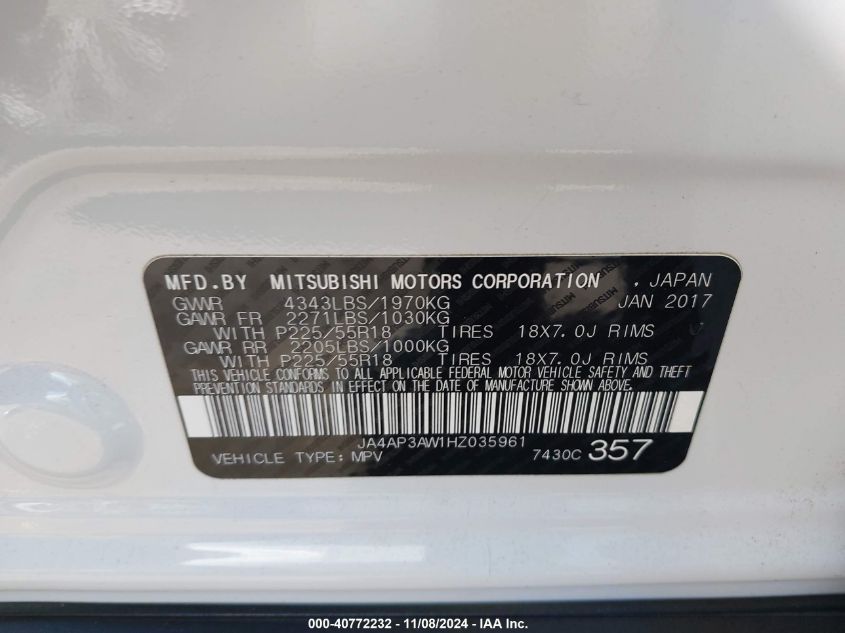 MFD.BY MITSUBISHI MOTORS CORPORATION , JAPAN
GVWR 4343LBS/1970KG JAN 2017
GAWR FR 2271LBS/1030KG
WITH P225/55R18 TIRES 18X7.0J RIMS
GAWR RR 2205LBS/1000KG
WITH P225/55R18 TIRES 18X7.0J RIMS
THIS VEHICLE CONFORMS TO ALL APPLICABLE FEDERAL MOTOR VEHICLE SAFETY AND THEFT
PREVENTION STANDARDS IN EFFECT ON THE DATE OF MANUFACTURE SHOWN ABOVE.
JA4AP3AW1HZ035961
VEHICLE TYPE: MPV 7430C 357
000-40772232 - 11/08/2024 - IAA Inc.